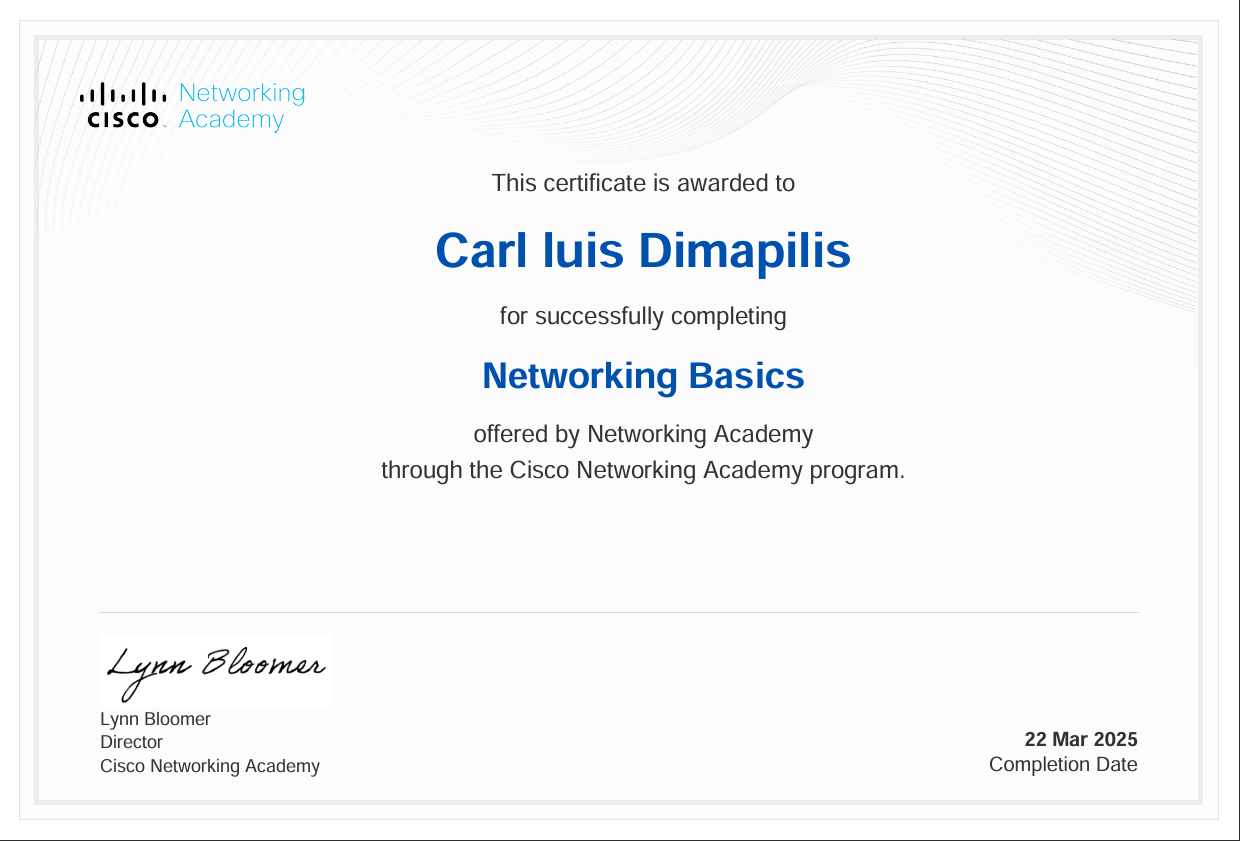 Networking
CISCO Academy
This certificate is awarded to
Carl luis Dimapilis
for successfully completing
Networking Basics
offered by Networking Academy
through the Cisco Networking Academy program.
Lynn Bloomer
Lynn Bloomer
Director
Cisco Networking Academy
22 Mar 2025
Completion Date